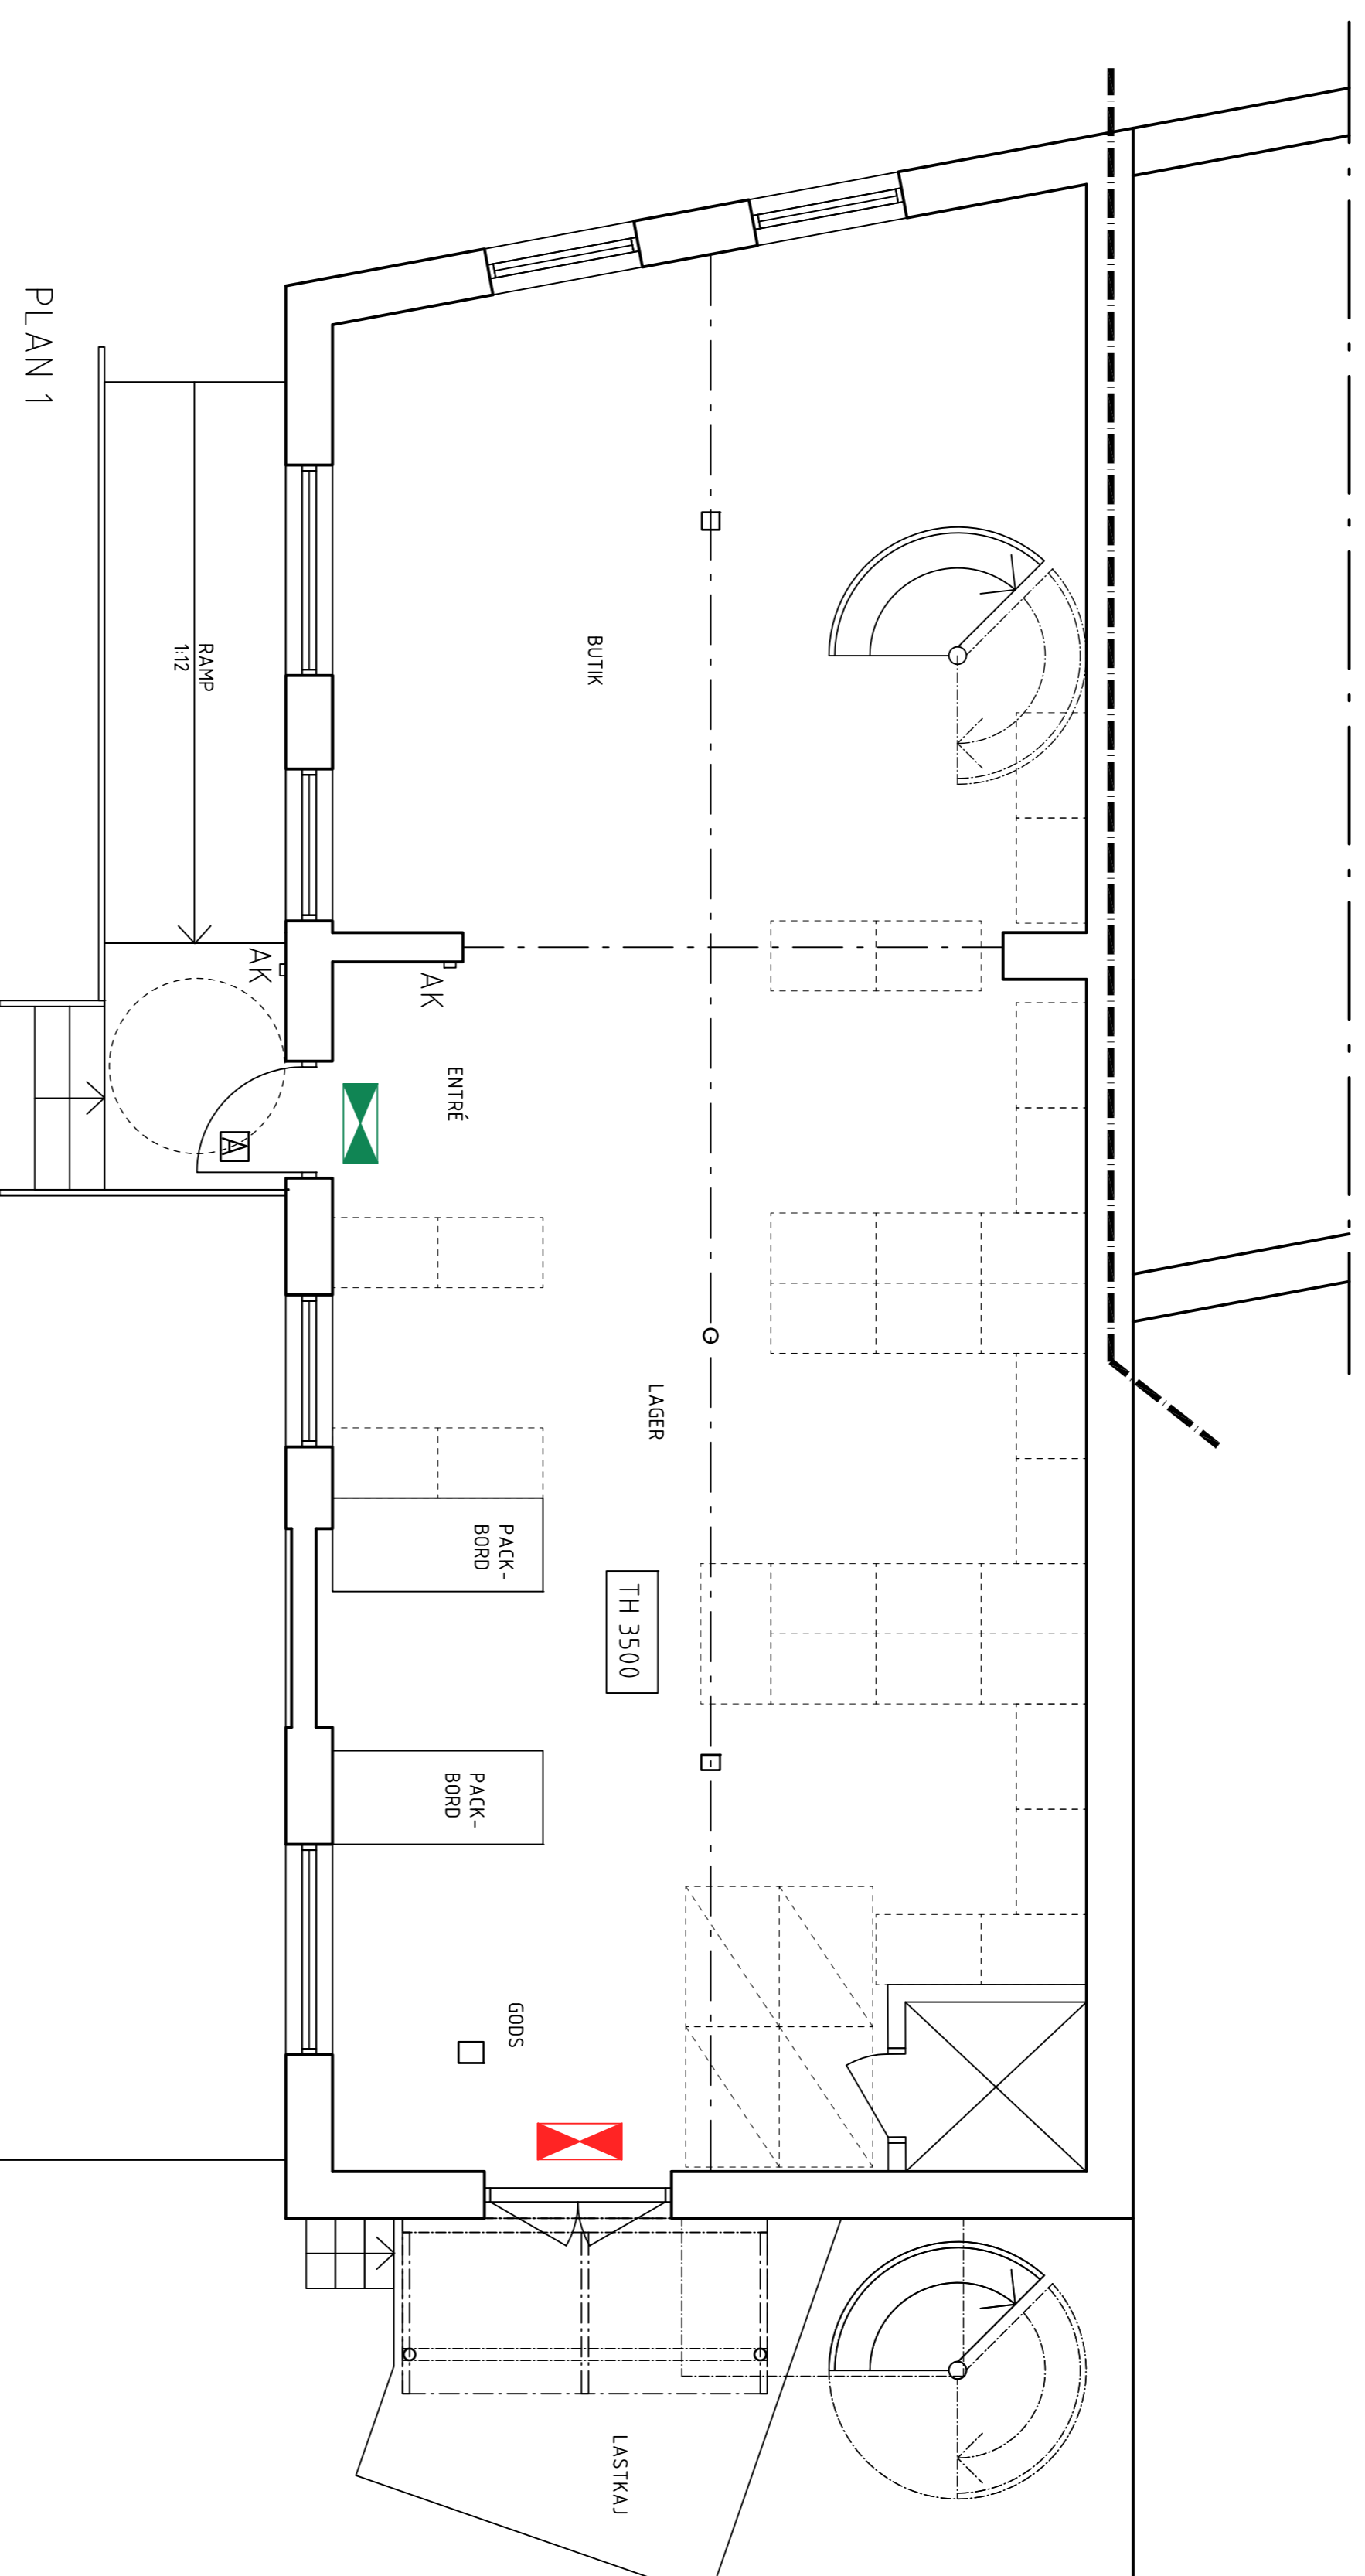 PLAN 1
RAMP
1:12
BUTIK
AK
AK
ENTRÉ
A
LAGER
PACK-
BORD
TH 3500
PACK-
BORD
GODS
LASTKAJ